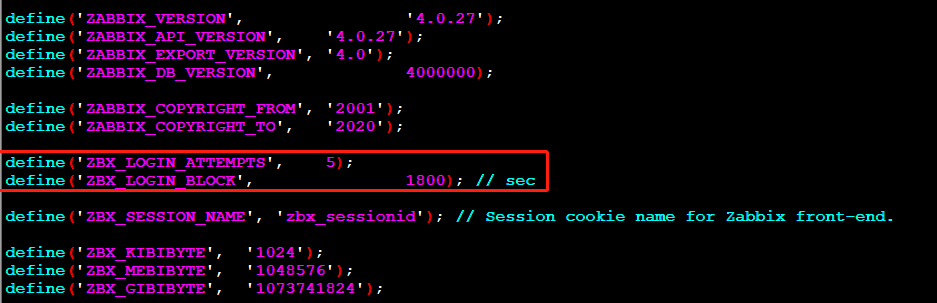 define('ZABBIX_VERSION', '4.0.27');
define('ZABBIX_API_VERSION', '4.0.27');
define('ZABBIX_EXPORT_VERSION', '4.0');
define('ZABBIX_DB_VERSION', 4000000);
define('ZABBIX_COPYRIGHT_FROM', '2001');
define('ZABBIX_COPYRIGHT_TO', '2020');
define('ZBX_LOGIN_ATTEMPTS', 5);
define('ZBX_LOGIN_BLOCK', 1800); // sec
define('ZBX_SESSION_NAME', 'zbx_sessionid'); // Session cookie name for Zabbix front-end.
define('ZBX_KIBIBYTE', '1024');
define('ZBX_MEBIBYTE', '1048576');
define('ZBX_GIBIBYTE', '1073741824');